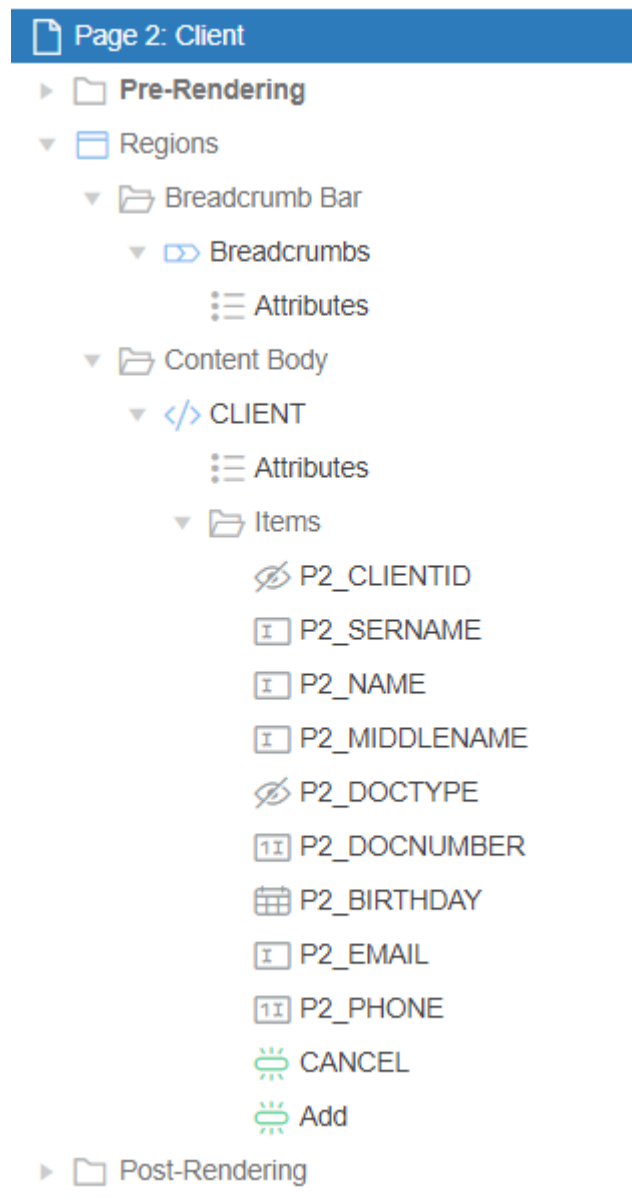 Page 2: Client
Pre-Rendering
Regions
Breadcrumb Bar
Breadcrumbs
Attributes
Content Body
CLIENT
Attributes
Items
P2_CLIENTID
P2_SERNAME
P2_NAME
P2_MIDDLENAME
P2_DOCTYPE
P2_DOCNUMBER
P2_BIRTHDAY
P2_EMAIL
P2_PHONE
CANCEL
Add
Post-Rendering